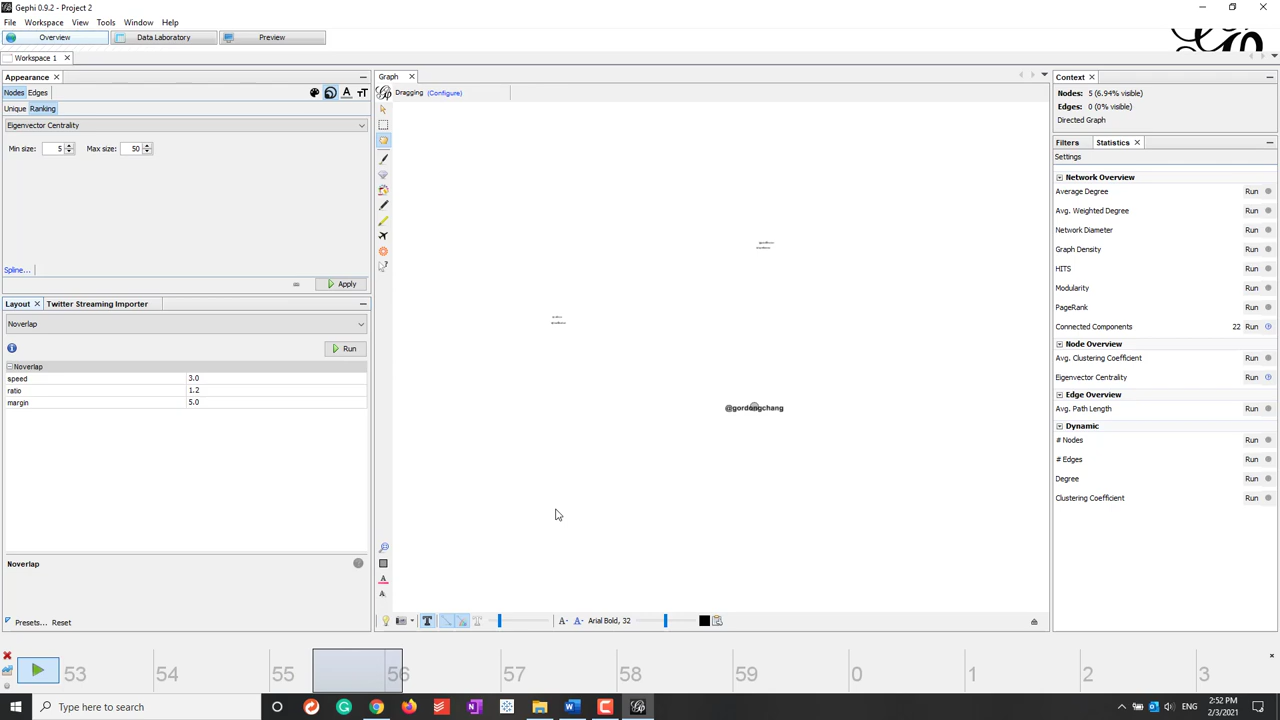 Gephi 0.9.2 - Project 2
File Workspace View Tools Window Help
Overview Data Laboratory Preview
Workspace 1
Appearance
Nodes Edges
Unique Ranking
Eigenvector Centrality
Min size: 5 Max size: 50
Spline...
Apply
Layout Twitter Streaming Importer
Noverlap
Run
Noverlap
speed 3.0
ratio 1.2
margin 5.0
Noverlap
Presets... Reset
Graph
Dragging (Configure)
@gordongchang
Arial Bold, 32
Context
Nodes: 5 (6.94% visible)
Edges: 0 (0% visible)
Directed Graph
Filters Statistics
Settings
Network Overview
Average Degree Run
Avg. Weighted Degree Run
Network Diameter Run
Graph Density Run
HITS Run
Modularity Run
PageRank Run
Connected Components 22 Run
Node Overview
Avg. Clustering Coefficient Run
Eigenvector Centrality Run
Edge Overview
Avg. Path Length Run
Dynamic
# Nodes Run
# Edges Run
Degree Run
Clustering Coefficient Run
53 54 55 56 57 58 59 0 1 2 3
Type here to search
2:52 PM
2/3/2021